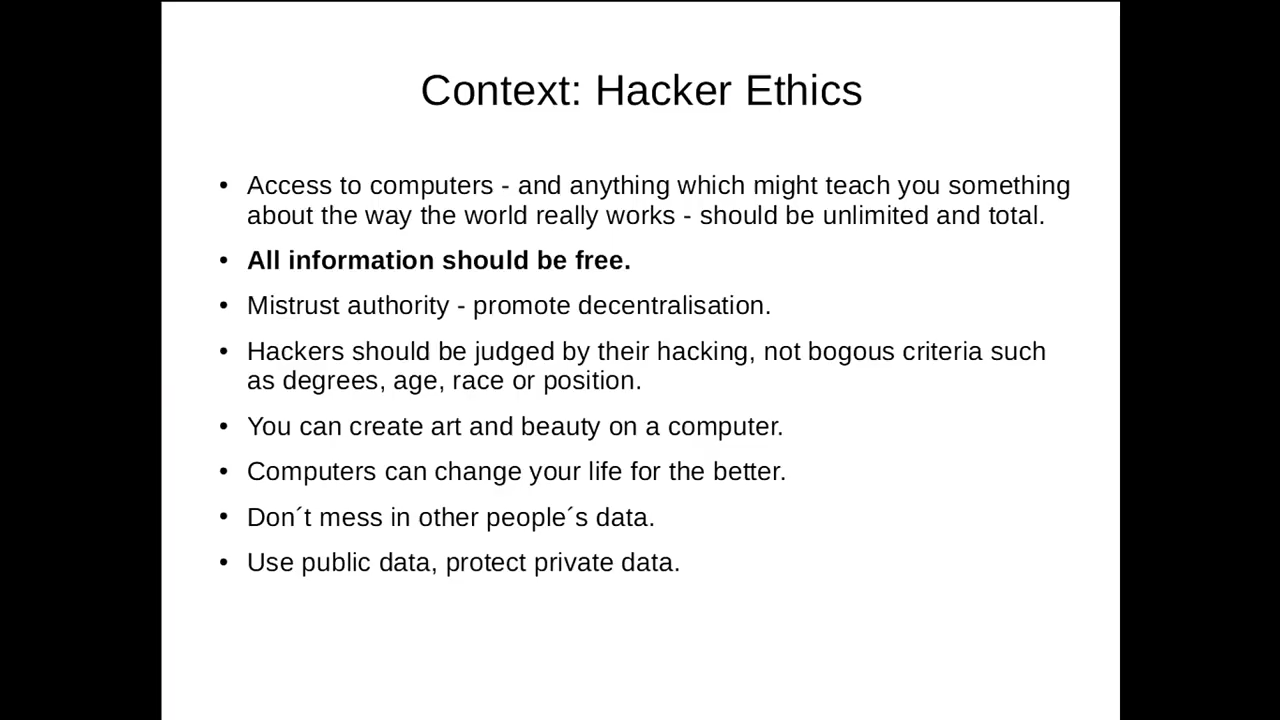 Context: Hacker Ethics
• Access to computers - and anything which might teach you something
about the way the world really works - should be unlimited and total.
• All information should be free.
• Mistrust authority - promote decentralisation.
• Hackers should be judged by their hacking, not bogous criteria such
as degrees, age, race or position.
• You can create art and beauty on a computer.
• Computers can change your life for the better.
• Don´t mess in other people´s data.
• Use public data, protect private data.